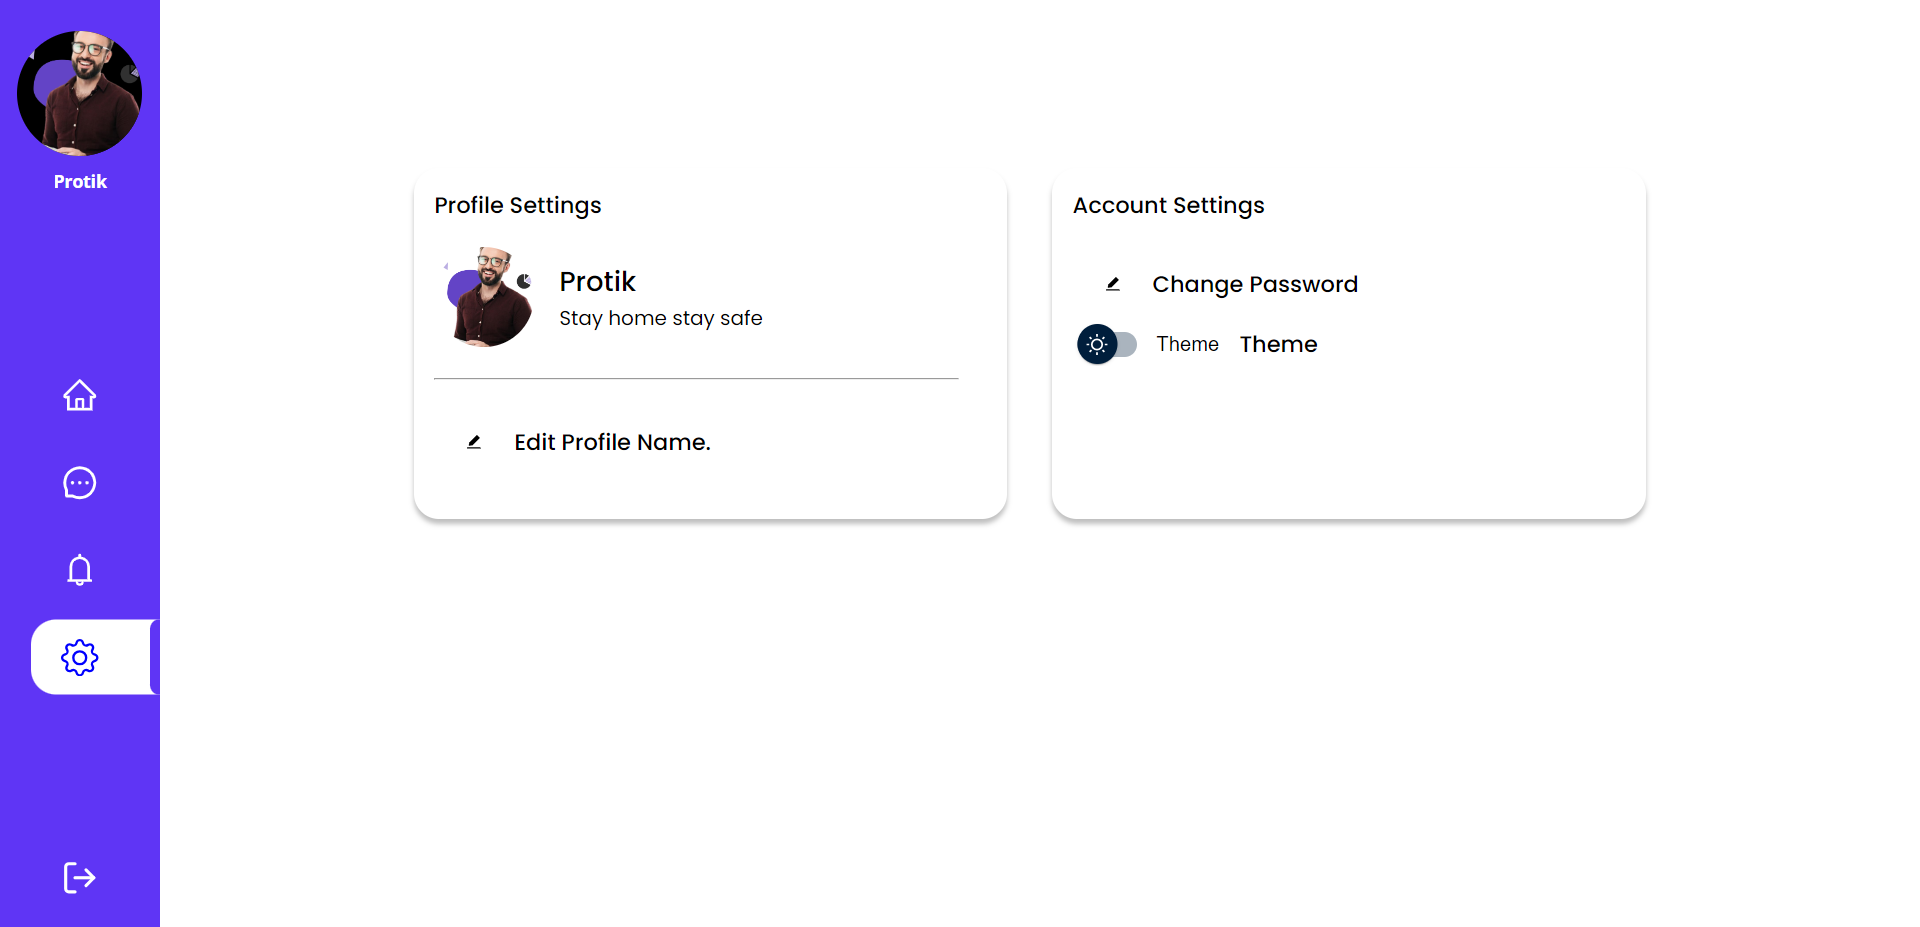 Protik
Profile Settings
Protik
Stay home stay safe
Edit Profile Name.
Account Settings
Change Password
Theme Theme